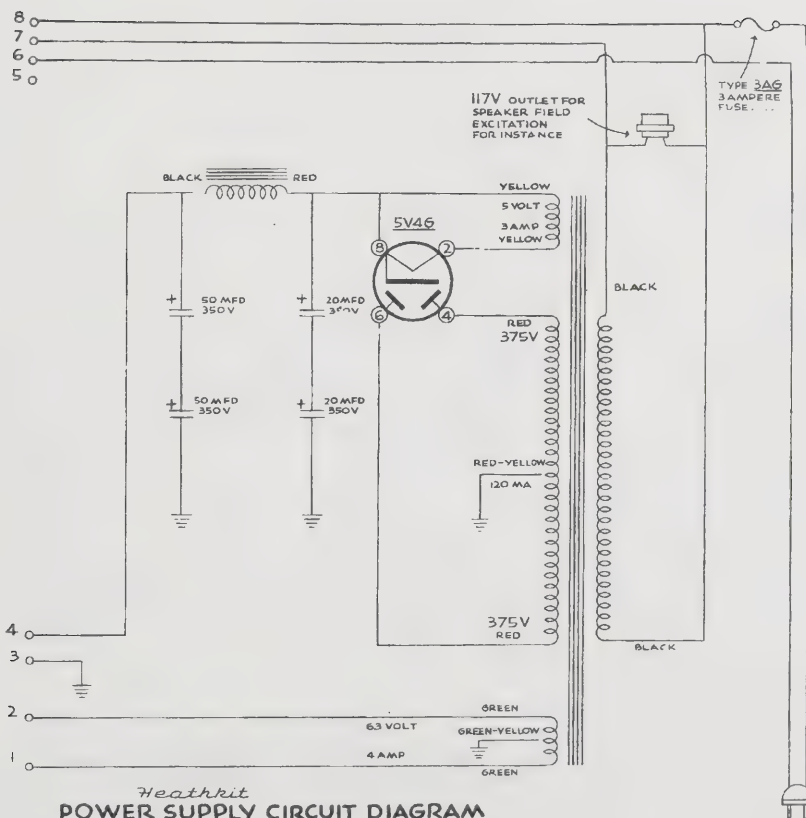 8
7
6
5
TYPE 3AG
3 AMPERE
FUSE...
117V OUTLET FOR
SPEAKER FIELD
EXCITATION
FOR INSTANCE
BLACK
RED
YELLOW
5 VOLT
3 AMP
YELLOW
5V4G
8
2
6
4
50 MFD
350V
20 MFD
350V
BLACK
RED
375V
50 MFD
350V
20 MFD
350V
RED-YELLOW
120 MA
375V
RED
BLACK
4
3
2
1
GREEN
6.3 VOLT
GREEN-YELLOW
4 AMP
GREEN
Heathkit
POWER SUPPLY CIRCUIT DIAGRAM